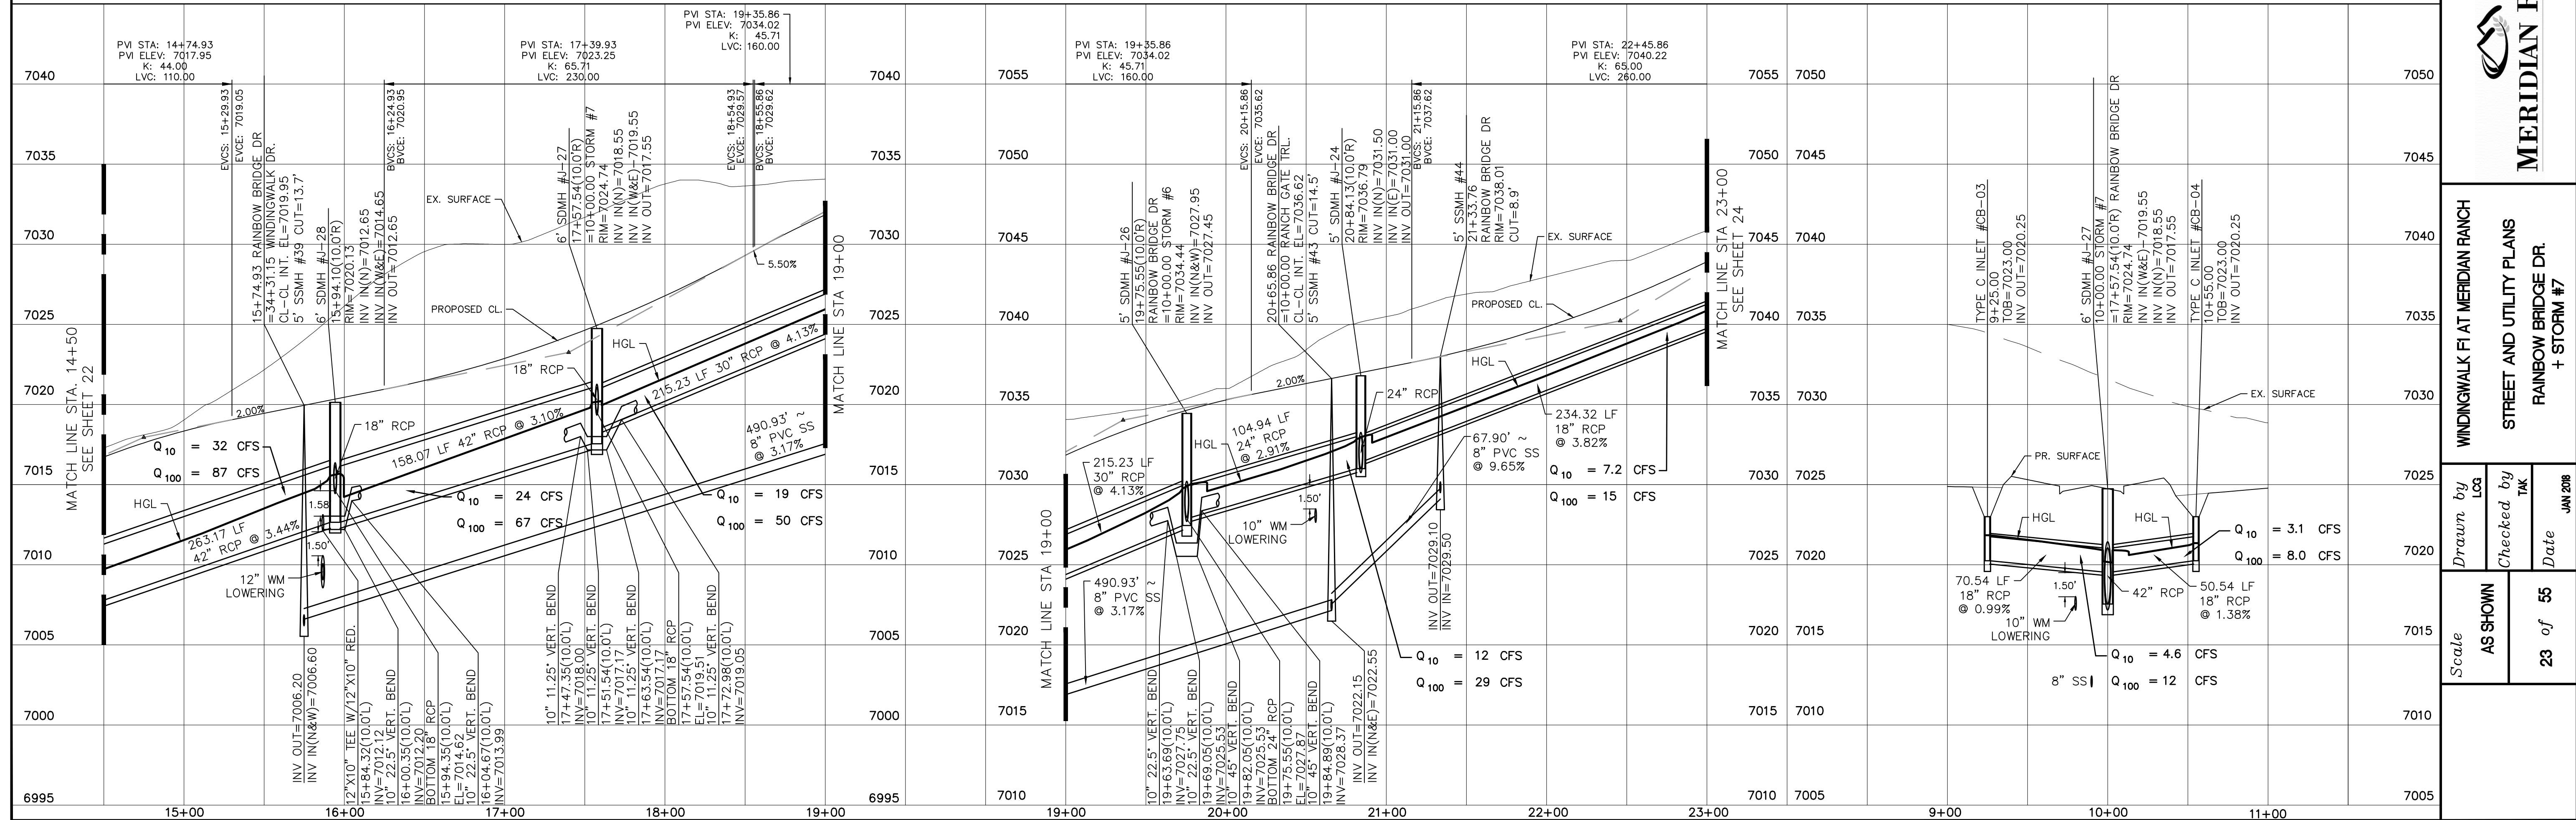 PVI STA: 14+74.93
PVI ELEV: 7017.95
K: 44.00
LVC: 110.00
PVI STA: 17+39.93
PVI ELEV: 7023.25
K: 65.71
LVC: 230.00
PVI STA: 19+35.86
PVI ELEV: 7034.02
K: 45.71
LVC: 160.00
7040
7035
7030
7025
7020
7015
7010
7005
7000
6995
7040
7035
7030
7025
7020
7015
7010
7005
7000
6995
MATCH LINE STA. 14+50
SEE SHEET 22
EVCS: 15+29.93
EVCE: 7019.05
15+74.93 RAINBOW BRIDGE DR
=34+31.15 WINDINGWALK DR.
CL-CL INT. EL=7019.95
5' SSMH #39 CUT=13.7'
6' SDMH #J-28
15+94.10(10.0'R)
RIM=7020.13
INV IN(N)=7012.65
INV IN(W&E)=7014.65
INV OUT=7012.65
BVCS: 16+24.93
BVCE: 7020.95
EX. SURFACE
PROPOSED CL.
6' SDMH #J-27
17+57.54(10.0'R)
=10+00.00 STORM #7
RIM=7024.74
INV IN(N)=7018.55
INV IN(W&E)-7019.55
INV OUT=7017.55
EVCS: 18+54.93
EVCE: 7029.57
BVCS: 18+55.86
BVCE: 7029.62
5.50%
2.00%
HGL
18" RCP
215.23 LF 30" RCP @ 4.13%
MATCH LINE STA 19+00
Q10 = 32 CFS
Q100 = 87 CFS
HGL
263.17 LF
42" RCP @ 3.44%
18" RCP
158.07 LF 42" RCP @ 3.10%
1.58
1.50'
12" WM
LOWERING
Q10 = 24 CFS
Q100 = 67 CFS
490.93' ~
8" PVC SS
@ 3.17%
Q10 = 19 CFS
Q100 = 50 CFS
INV OUT=7006.20
INV IN(N&W)=7006.60
12"X10" TEE W/12"X10" RED.
15+84.32(10.0'L)
INV=7012.12
10" 22.5° VERT. BEND
16+00.35(10.0'L)
INV=7012.20
BOTTOM 18" RCP
15+94.35(10.0'L)
EL=7014.62
10" 22.5° VERT. BEND
16+04.67(10.0'L)
INV=7013.99
10" 11.25° VERT. BEND
17+47.35(10.0'L)
INV=7018.00
10" 11.25° VERT. BEND
17+51.54(10.0'L)
INV=7017.17
10" 11.25° VERT. BEND
17+63.54(10.0'L)
INV=7017.17
BOTTOM 18" RCP
17+57.54(10.0'L)
EL=7019.51
10" 11.25° VERT. BEND
17+72.98(10.0'L)
INV=7019.05
15+00
16+00
17+00
18+00
19+00
PVI STA: 19+35.86
PVI ELEV: 7034.02
K: 45.71
LVC: 160.00
PVI STA: 22+45.86
PVI ELEV: 7040.22
K: 65.00
LVC: 260.00
7055
7050
7045
7040
7035
7030
7025
7020
7015
7010
7055
7050
7045
7040
7035
7030
7025
7020
7015
7010
MATCH LINE STA 19+00
5' SDMH #J-26
19+75.55(10.0'R)
RAINBOW BRIDGE DR
=10+00.00 STORM #6
RIM=7034.44
INV IN(N&W)=7027.95
INV OUT=7027.45
EVCS: 20+15.86
EVCE: 7035.62
20+65.86 RAINBOW BRIDGE DR
=10+00.00 RANCH GATE TRL.
CL-CL INT. EL=7036.62
5' SSMH #43 CUT=14.5'
5' SDMH #J-24
20+84.13(10.0'R)
RIM=7036.79
INV IN(N)=7031.50
INV IN(E)=7031.00
INV OUT=7031.00
BVCS: 21+15.86
BVCE: 7037.62
5' SSMH #44
21+33.76
RAINBOW BRIDGE DR
RIM=7038.01
CUT=8.9'
EX. SURFACE
PROPOSED CL.
MATCH LINE STA 23+00
SEE SHEET 24
2.00%
24" RCP
HGL
234.32 LF
18" RCP
@ 3.82%
HGL
104.94 LF
24" RCP
@ 2.91%
215.23 LF
30" RCP
@ 4.13%
67.90' ~
8" PVC SS
@ 9.65%
Q10 = 7.2 CFS
Q100 = 15 CFS
1.50'
10" WM
LOWERING
490.93' ~
8" PVC SS
@ 3.17%
INV OUT=7029.10
INV IN=7029.50
Q10 = 12 CFS
Q100 = 29 CFS
10" 22.5° VERT. BEND
19+63.69(10.0'L)
INV=7027.75
10" 22.5° VERT. BEND
19+69.05(10.0'L)
INV=7025.53
10" 45° VERT. BEND
19+82.05(10.0'L)
INV=7025.53
BOTTOM 24" RCP
19+75.55(10.0'L)
EL=7027.87
10" 45° VERT. BEND
19+84.89(10.0'L)
INV=7028.37
INV OUT=7022.15
INV IN(N&E)=7022.55
19+00
20+00
21+00
22+00
23+00
7050
7045
7040
7035
7030
7025
7020
7015
7010
7005
7050
7045
7040
7035
7030
7025
7020
7015
7010
7005
TYPE C INLET #CB-03
9+25.00
TOB=7023.00
INV OUT=7020.25
6' SDMH #J-27
10+00.00 STORM #7
=17+57.54(10.0'R) RAINBOW BRIDGE DR
RIM=7024.74
INV IN(W&E)-7019.55
INV IN(N)=7018.55
INV OUT=7017.55
TYPE C INLET #CB-04
10+55.00
TOB=7023.00
INV OUT=7020.25
EX. SURFACE
PR. SURFACE
HGL
HGL
Q10 = 3.1 CFS
Q100 = 8.0 CFS
70.54 LF
18" RCP
@ 0.99%
1.50'
10" WM
LOWERING
42" RCP
50.54 LF
18" RCP
@ 1.38%
8" SS
Q10 = 4.6 CFS
Q100 = 12 CFS
9+00
10+00
11+00
MERIDIAN
WINDINGWALK F1 AT MERIDIAN RANCH
STREET AND UTILITY PLANS
RAINBOW BRIDGE DR.
+ STORM #7
Drawn by
LCG
Checked by
TAK
Date
JAN 2018
Scale
AS SHOWN
23 of 55